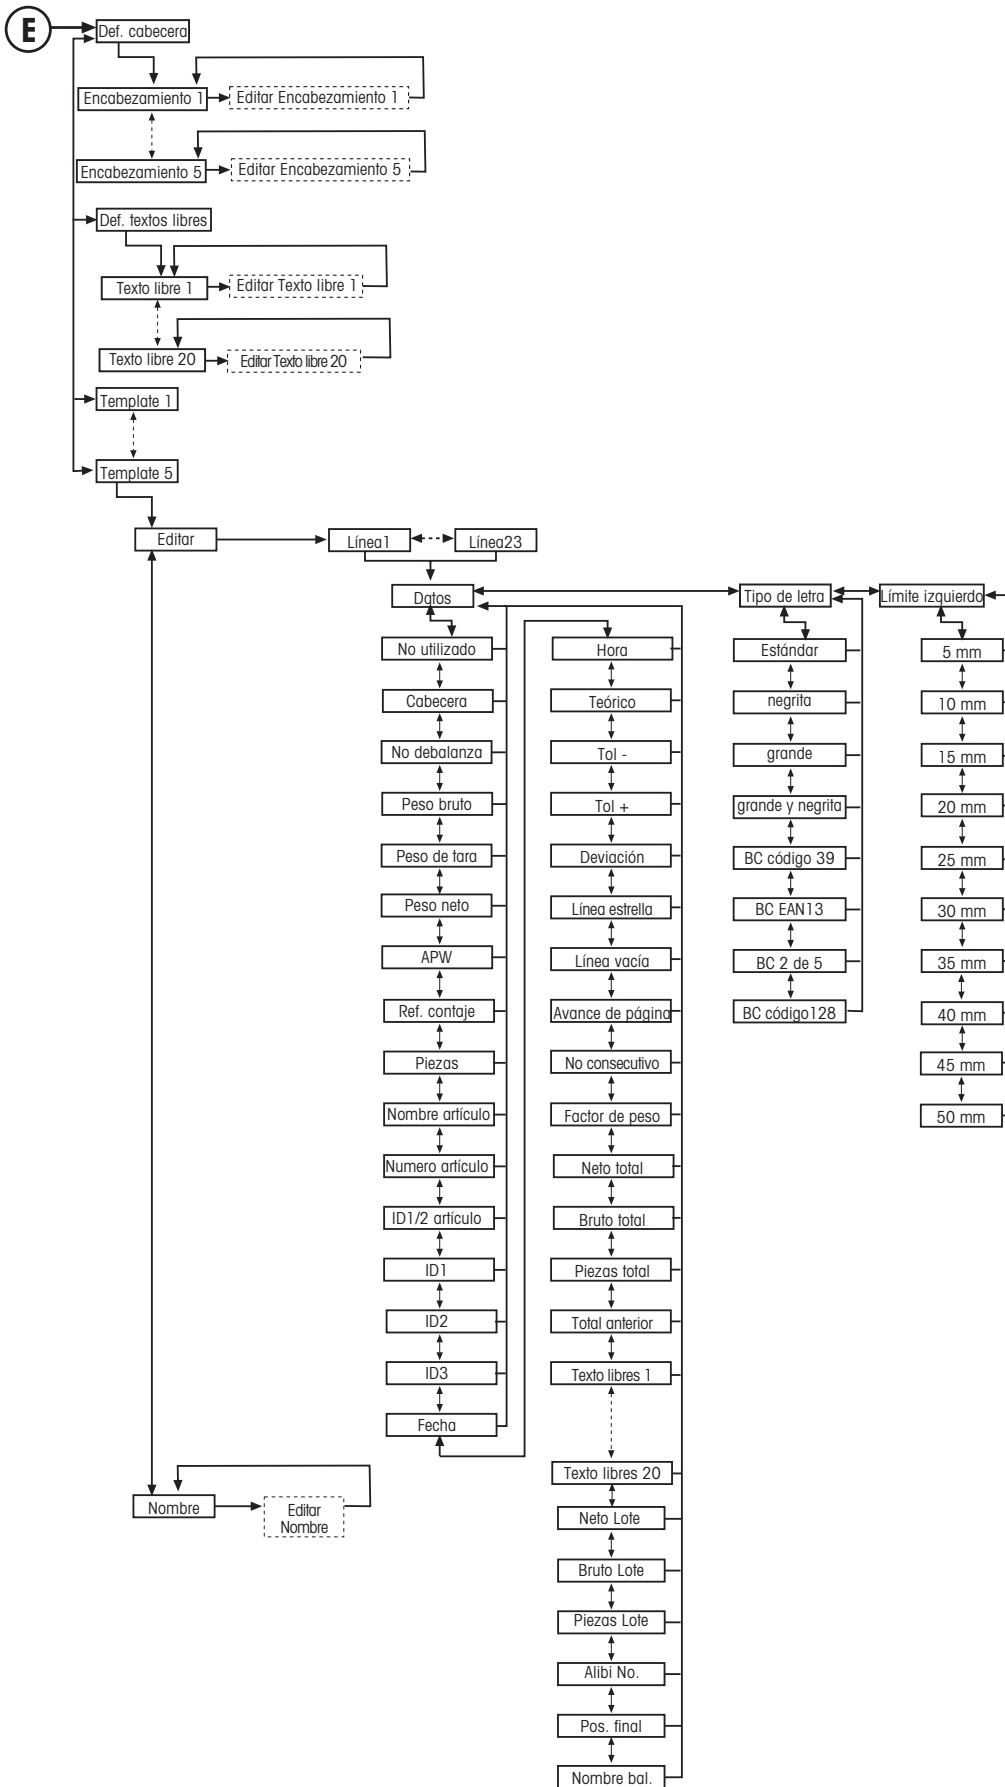 E
Def. cabecera
Encabezamiento 1
Editar Encabezamiento 1
Encabezamiento 5
Editar Encabezamiento 5
Def. textos libres
Texto libre 1
Editar Texto libre 1
Texto libre 20
Editar Texto libre 20
Template 1
Template 5
Editar
Línea1
Línea23
Datos
Tipo de letra
Límite izquierdo
No utilizado
Cabecera
No debalanza
Peso bruto
Peso de tara
Peso neto
APW
Ref. contaje
Piezas
Nombre artículo
Numero artículo
ID1/2 artículo
ID1
ID2
ID3
Fecha
Hora
Teórico
Tol -
Tol +
Deviación
Línea estrella
Línea vacía
Avance de página
No consecutivo
Factor de peso
Neto total
Bruto total
Piezas total
Total anterior
Texto libres 1
Texto libres 20
Neto Lote
Bruto Lote
Piezas Lote
Alibi No.
Pos. final
Nombre bal.
Estándar
negrita
grande
grande y negrita
BC código 39
BC EAN13
BC 2 de 5
BC código128
5 mm
10 mm
15 mm
20 mm
25 mm
30 mm
35 mm
40 mm
45 mm
50 mm
Nombre
Editar
Nombre